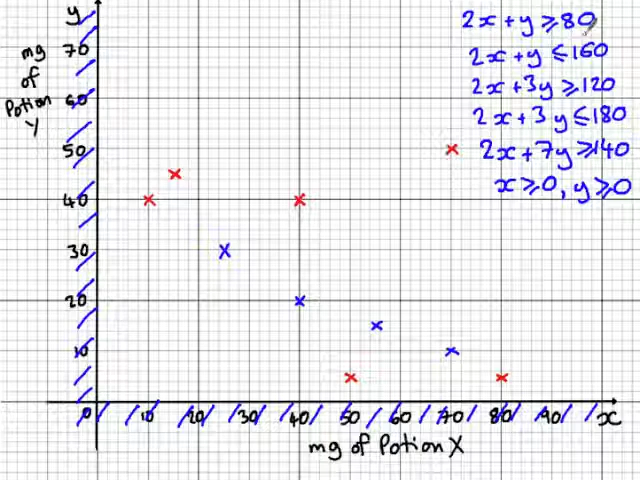 y
mg
of
Potion
Y
70
60
50
40
30
20
10
0 10 20 30 40 50 60 70 80 90 x
mg of Potion X
2x + y ≥ 80
2x + y ≤ 160
2x + 3y ≥ 120
2x + 3y ≤ 180
2x + 7y ≥ 140
x ≥ 0, y ≥ 0